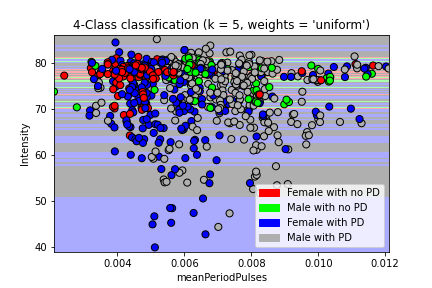 4-Class classification (k = 5, weights = 'uniform')
80
70
60
50
40
Intensity
Female with no PD
Male with no PD
Female with PD
Male with PD
0.004 0.006 0.008 0.010 0.012
meanPeriodPulses